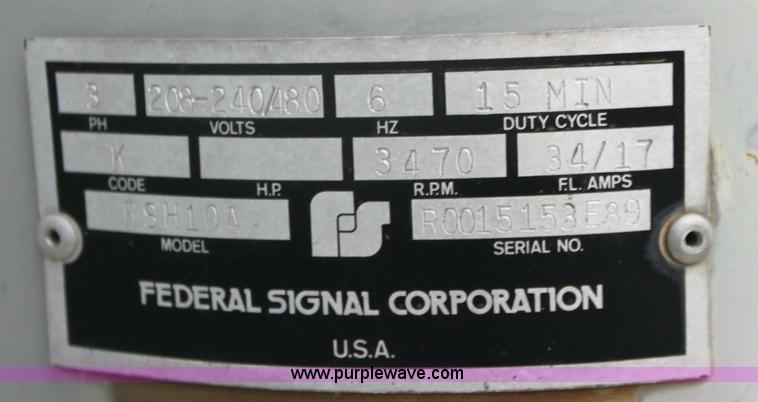 3 208-240/480 6 15 MIN
PH VOLTS HZ DUTY CYCLE
K 3470 34/17
CODE H.P. R.P.M. F.L. AMPS
RSH10A R0015153E89
MODEL SERIAL NO.
FEDERAL SIGNAL CORPORATION
U.S.A.
www.purplewave.com